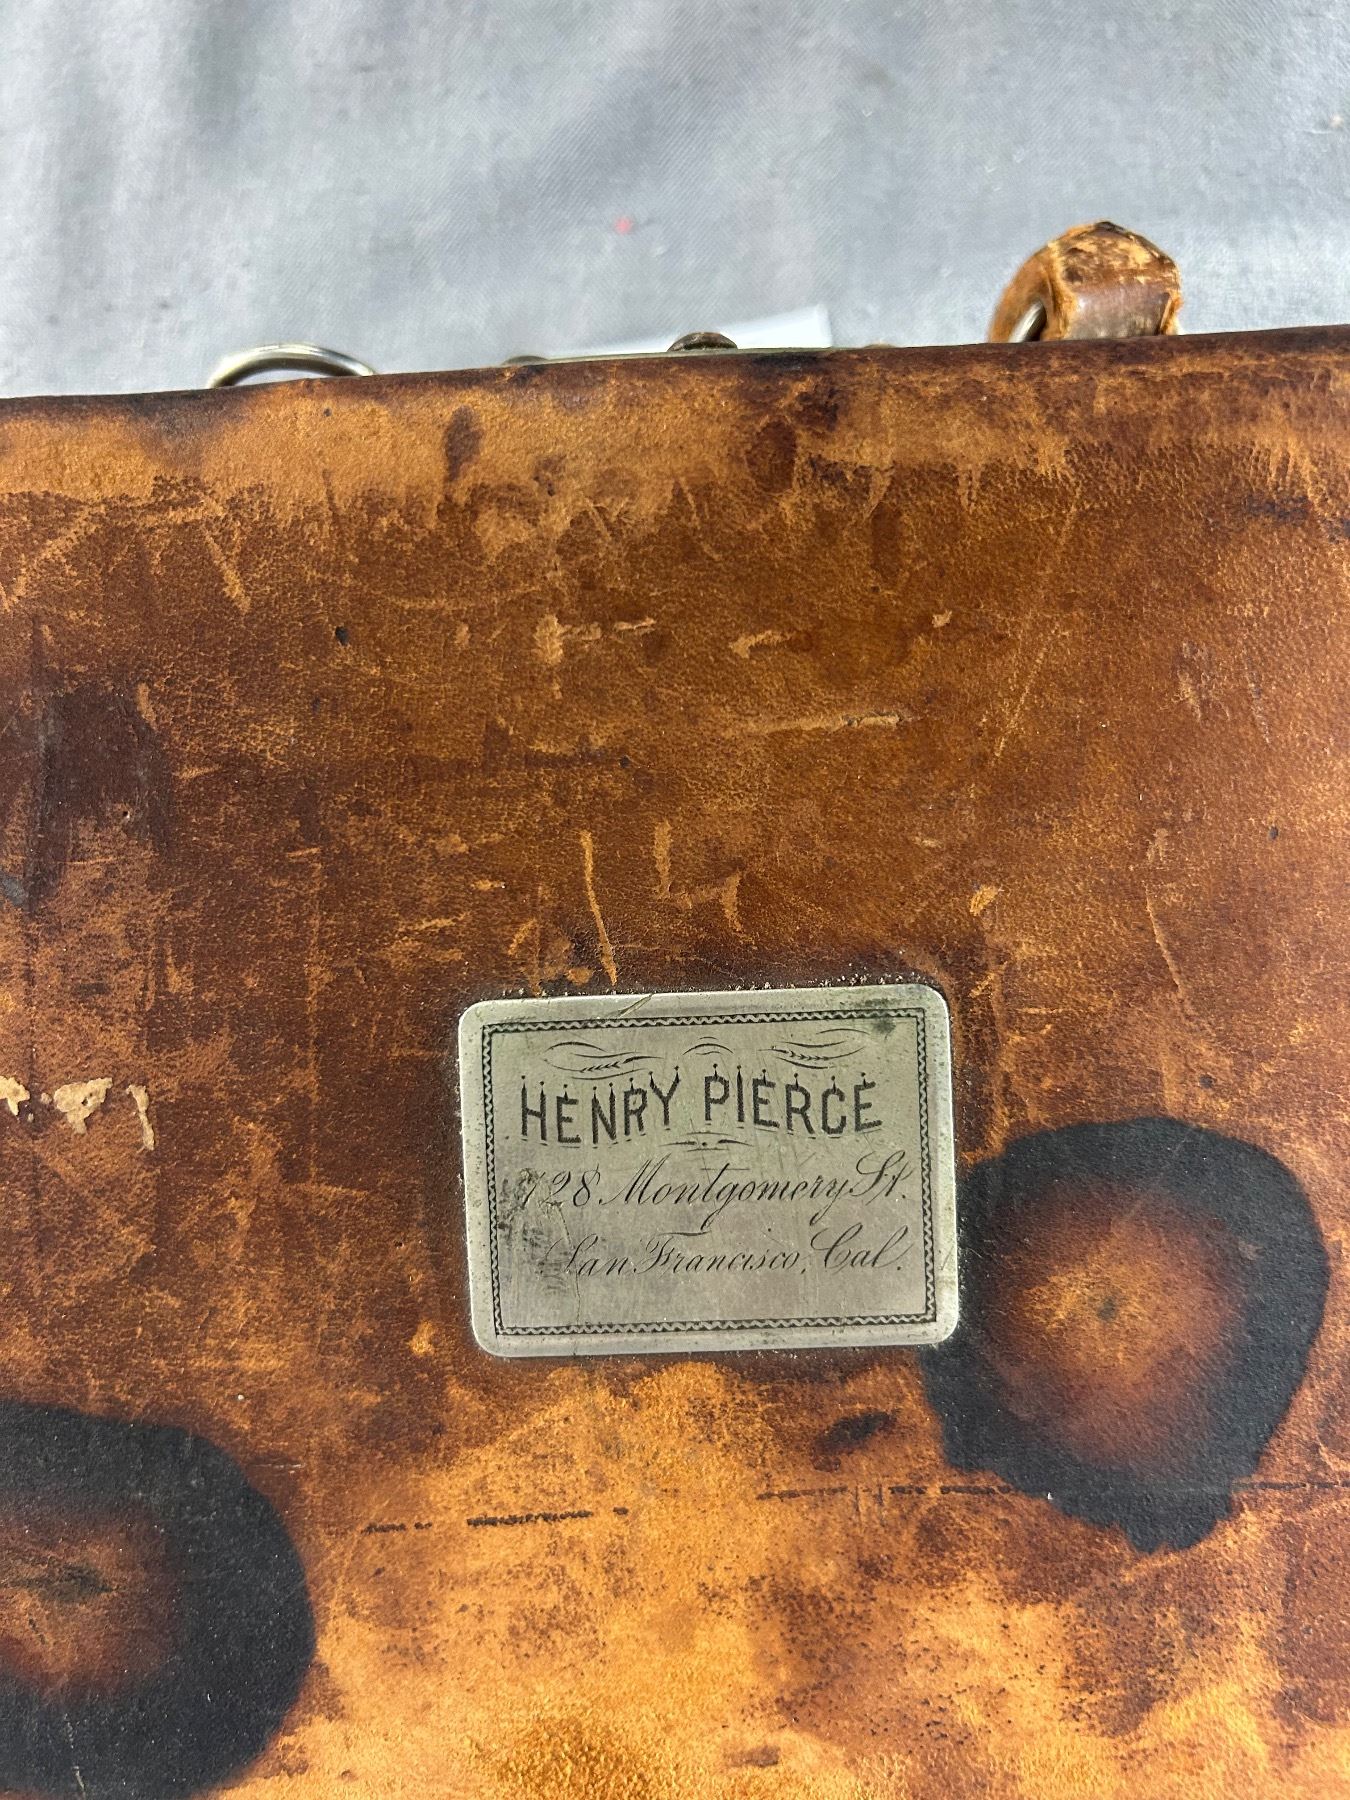 HENRY PIERCE
728 Montgomery St.
San Francisco, Cal.